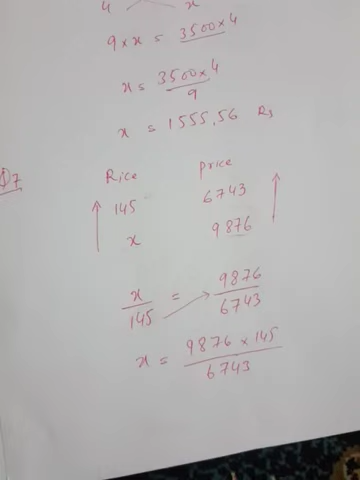 4 x
9 × x = 3500 × 4
x = 3500 × 4
9
x = 1555.56 Rs
Q7
Rice price
145 6743
x 9876
x = 9876
145 6743
x = 9876 × 145
6743